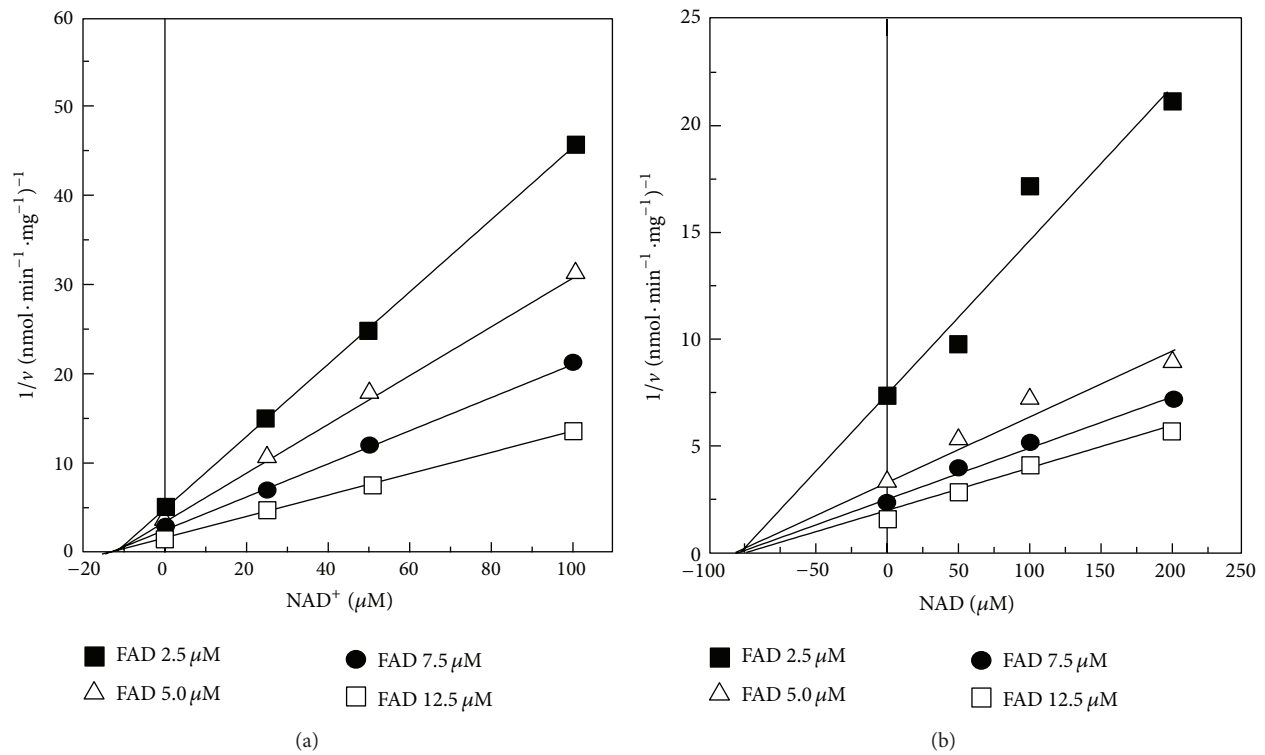 60
50
40
30
20
10
0
−20 0 20 40 60 80 100
1/v (nmol·min⁻¹·mg⁻¹)⁻¹
NAD⁺ (μM)
FAD 2.5 μM
FAD 5.0 μM
FAD 7.5 μM
FAD 12.5 μM
(a)
25
20
15
10
5
0
−100 −50 0 50 100 150 200 250
1/v (nmol·min⁻¹·mg⁻¹)⁻¹
NAD (μM)
FAD 2.5 μM
FAD 5.0 μM
FAD 7.5 μM
FAD 12.5 μM
(b)